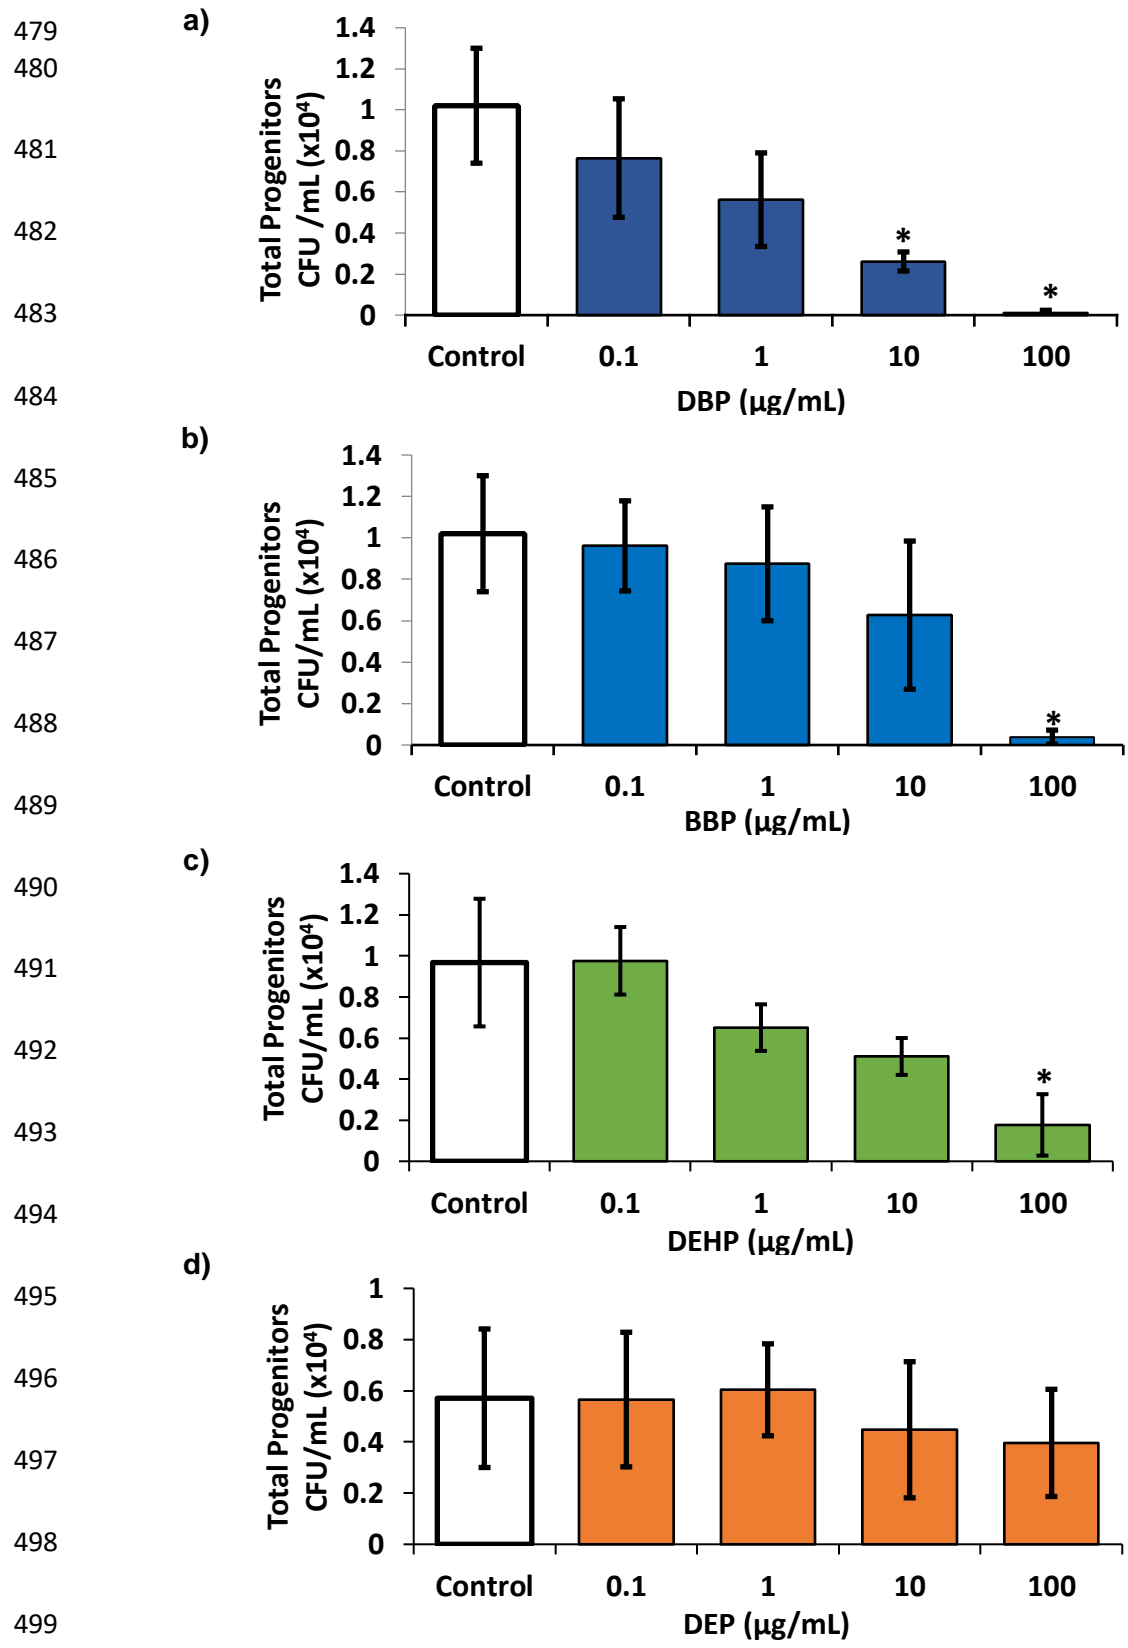 479
480
481
482
483
484
485
486
487
488
489
490
491
492
493
494
495
496
497
498
499
a)
Total Progenitors
CFU /mL (x10⁴)
1.4
1.2
1
0.8
0.6
0.4
0.2
0
*
*
Control 0.1 1 10 100
DBP (µg/mL)
b)
Total Progenitors
CFU/mL (x10⁴)
1.4
1.2
1
0.8
0.6
0.4
0.2
0
*
Control 0.1 1 10 100
BBP (µg/mL)
c)
Total Progenitors
CFU/mL (x10⁴)
1.4
1.2
1
0.8
0.6
0.4
0.2
0
*
Control 0.1 1 10 100
DEHP (µg/mL)
d)
Total Progenitors
CFU/mL (x10⁴)
1
0.8
0.6
0.4
0.2
0
Control 0.1 1 10 100
DEP (µg/mL)